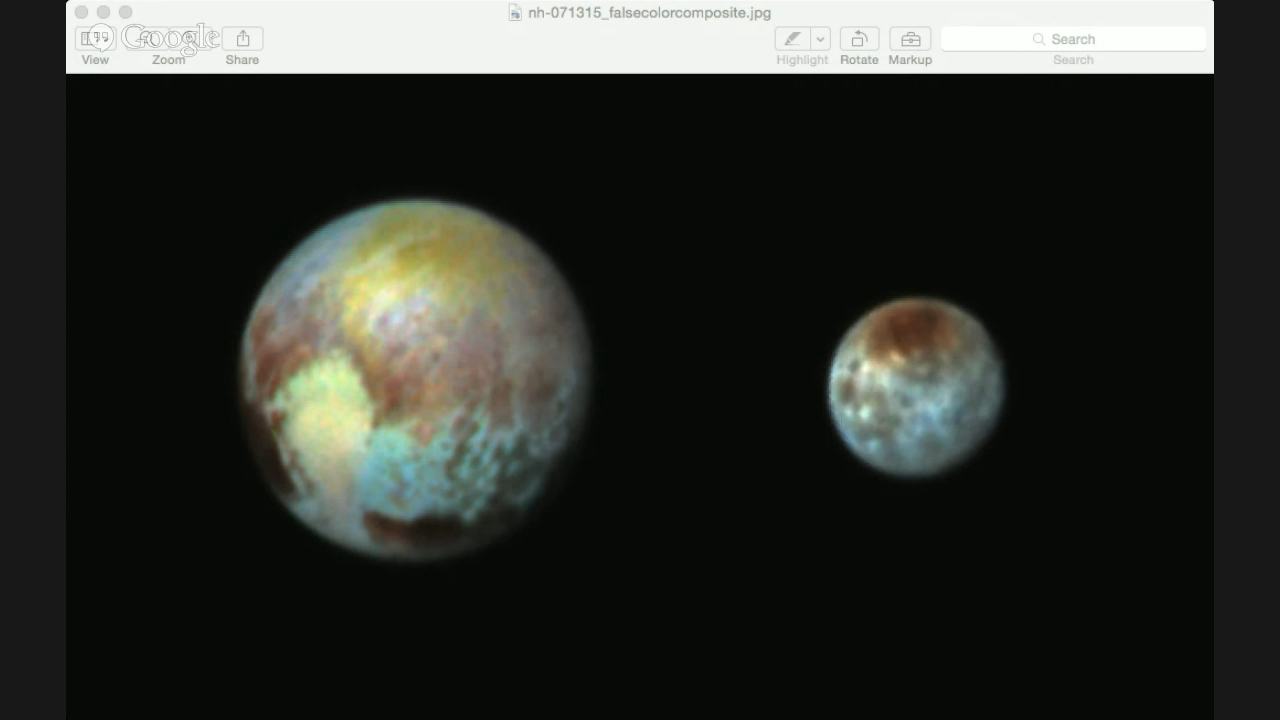 nh-071315_falsecolorcomposite.jpg
Google
View
Zoom
Share
Highlight
Rotate
Markup
Search
Search